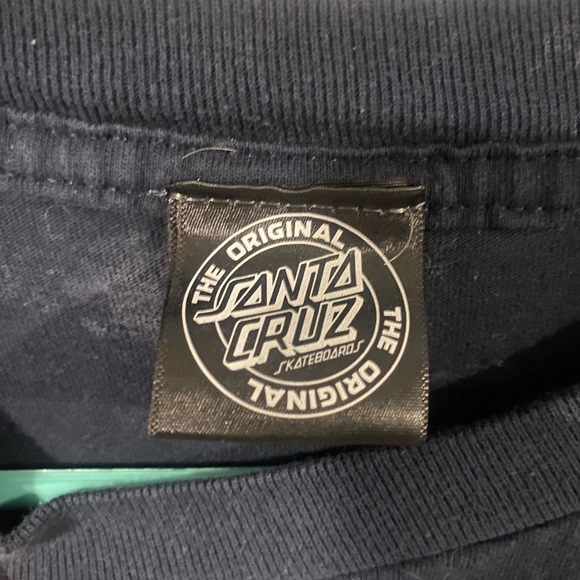 THE ORIGINAL
SANTA
CRUZ
SKATEBOARDS
THE ORIGINAL